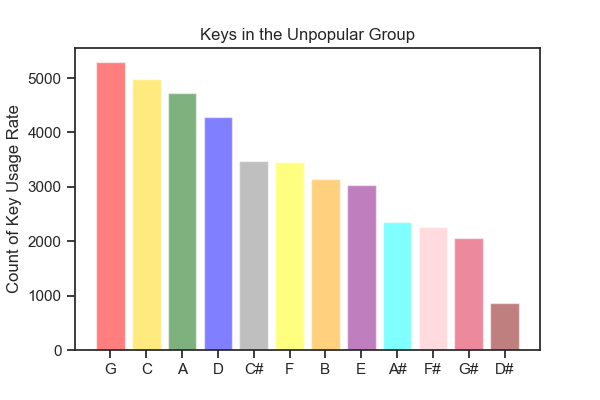 Keys in the Unpopular Group
Count of Key Usage Rate
5000
4000
3000
2000
1000
0
G C A D C# F B E A# F# G# D#